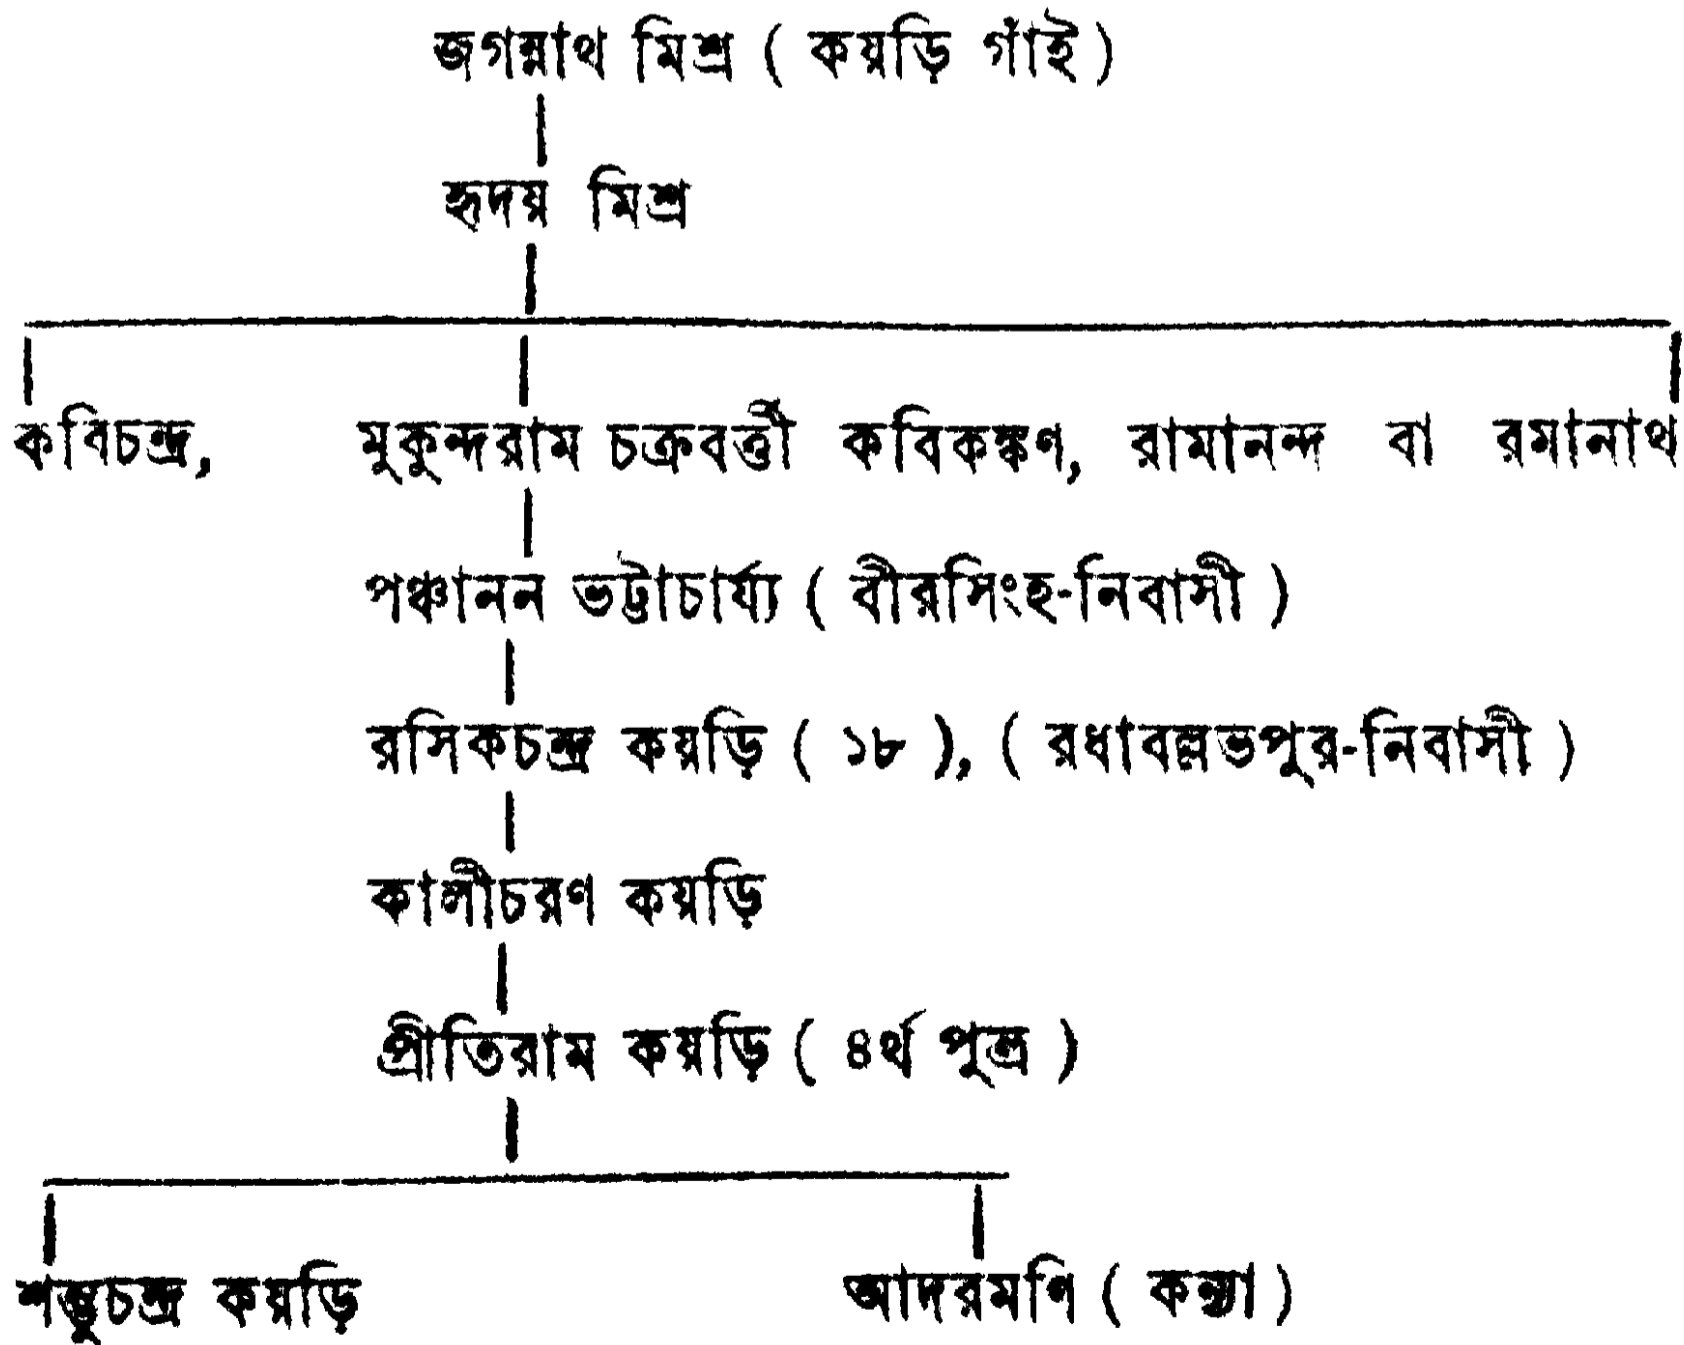 জগন্নাথ মিশ্র ( কয়ড়ি গাঁই )
হৃদয় মিশ্র
কবিচন্দ্র, মুকুন্দরাম চক্রবর্ত্তী কবিকঙ্কণ, রামানন্দ বা রমানাথ
পঞ্চানন ভট্টাচার্য্য ( বীরসিংহ-নিবাসী )
রসিকচন্দ্র কয়ড়ি ( ১৮ ), ( রধাবল্লভপুর-নিবাসী )
কালীচরণ কয়ড়ি
প্রীতিরাম কয়ড়ি ( ৪র্থ পুত্র )
শম্ভুচন্দ্র কয়ড়ি আদরমণি ( কন্যা )